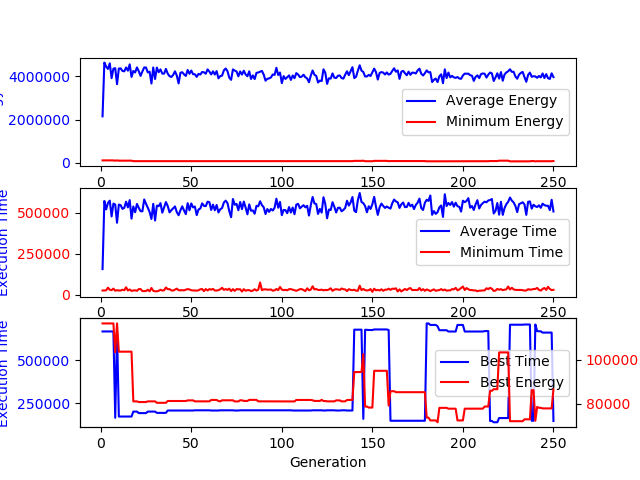 4000000
2000000
0
Average Energy
Minimum Energy
0 50 100 150 200 250
Execution Time
500000
250000
0
Average Time
Minimum Time
0 50 100 150 200 250
Execution Time
500000
250000
Best Time
Best Energy
100000
80000
0 50 100 150 200 250
Generation